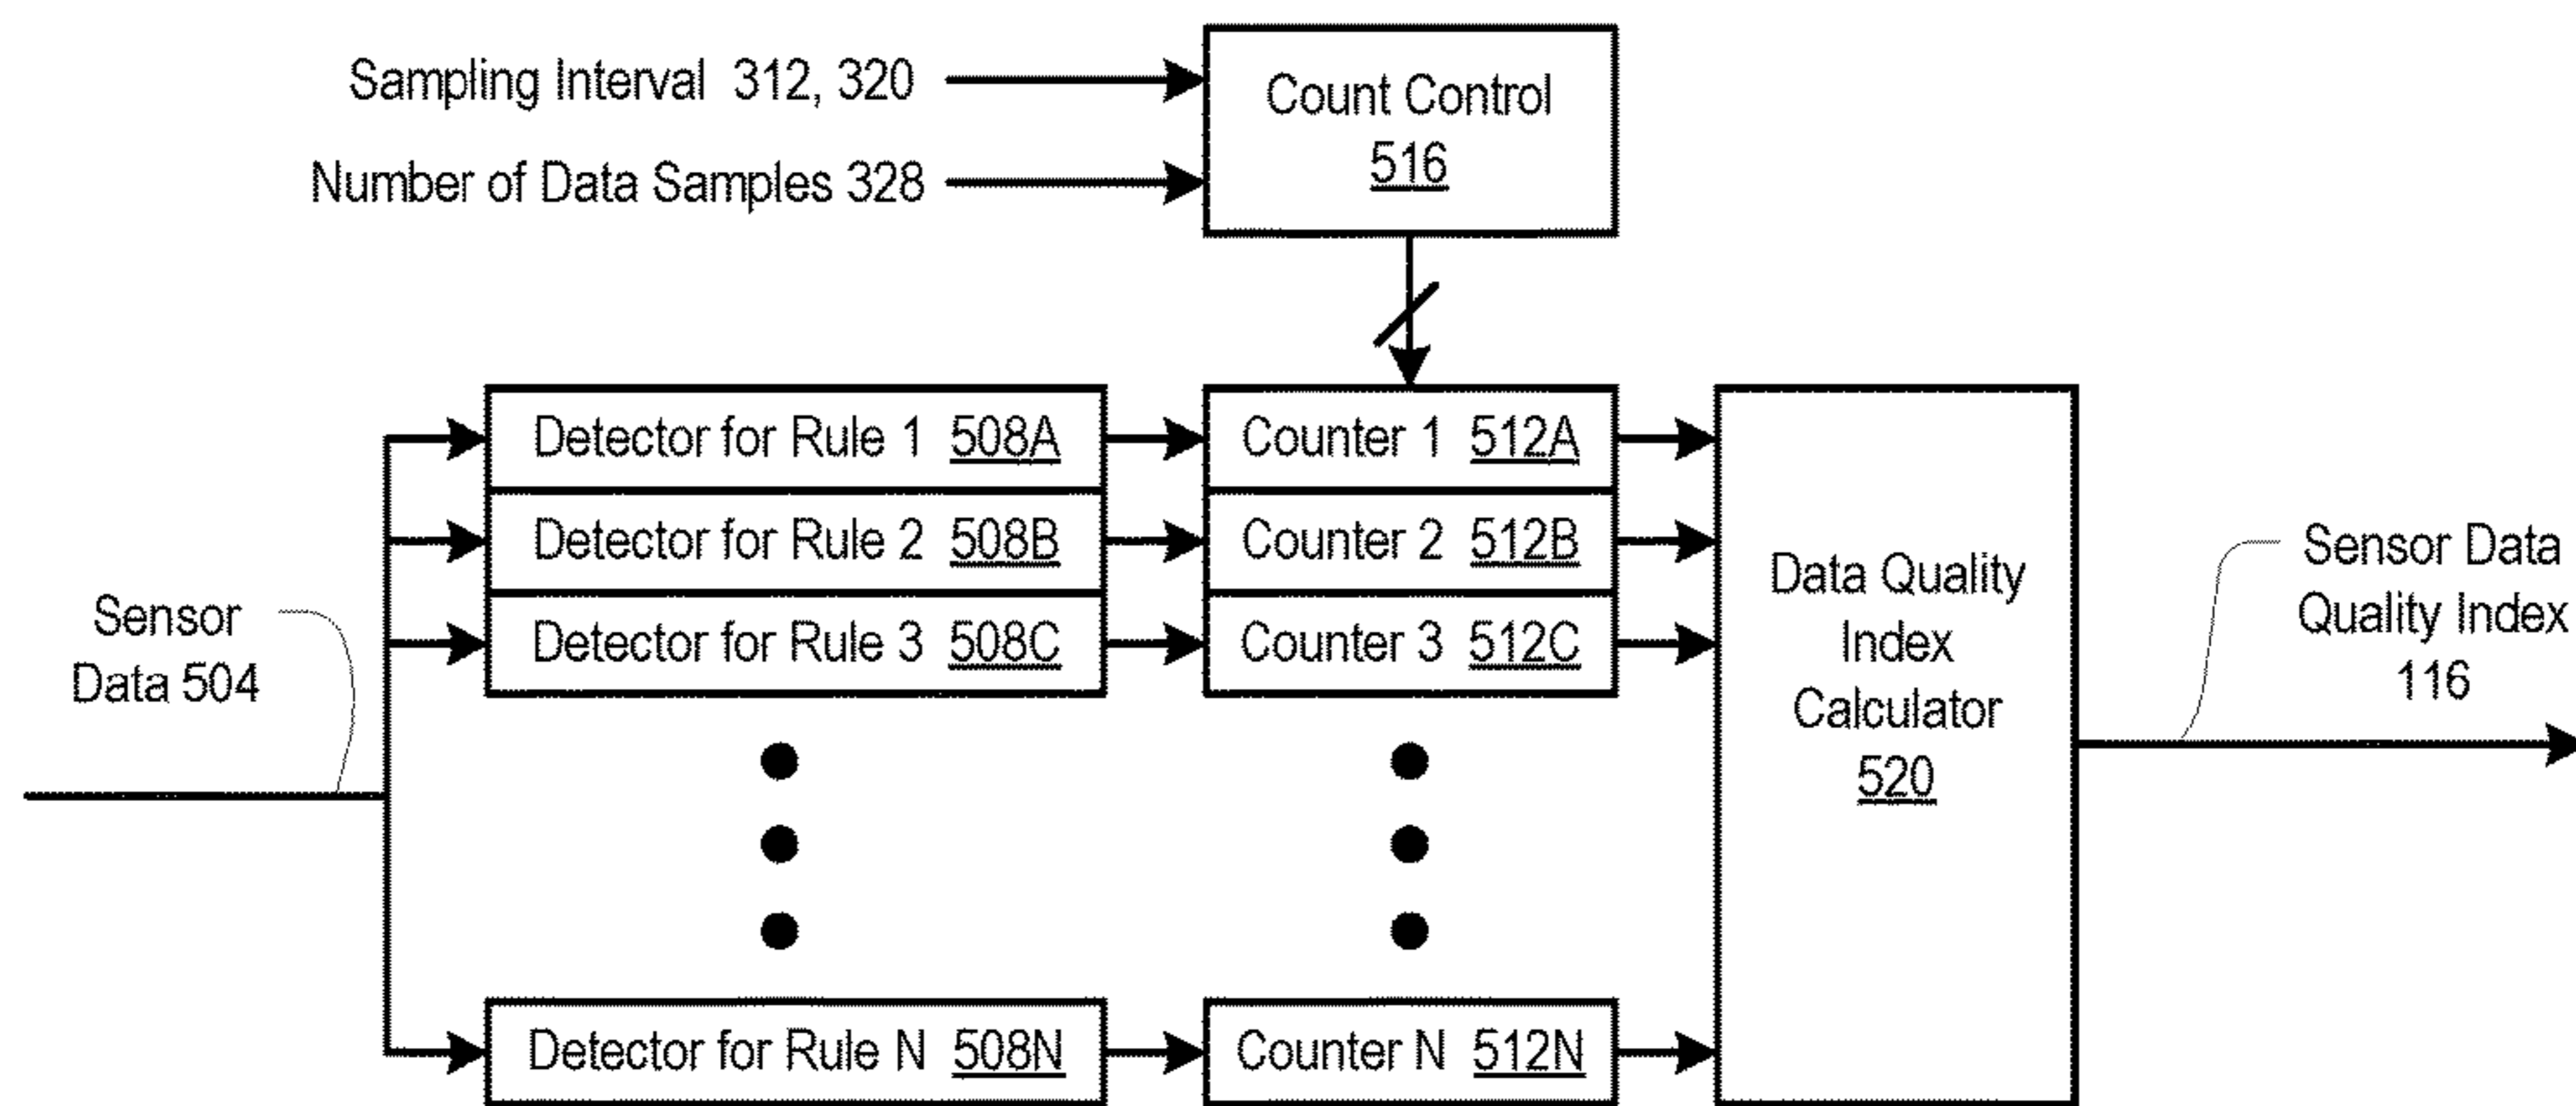 Sampling Interval 312, 320
Number of Data Samples 328
Count Control
516
Sensor
Data 504
Detector for Rule 1 508A
Detector for Rule 2 508B
Detector for Rule 3 508C
Detector for Rule N 508N
Counter 1 512A
Counter 2 512B
Counter 3 512C
Counter N 512N
Data Quality
Index
Calculator
520
Sensor Data
Quality Index
116